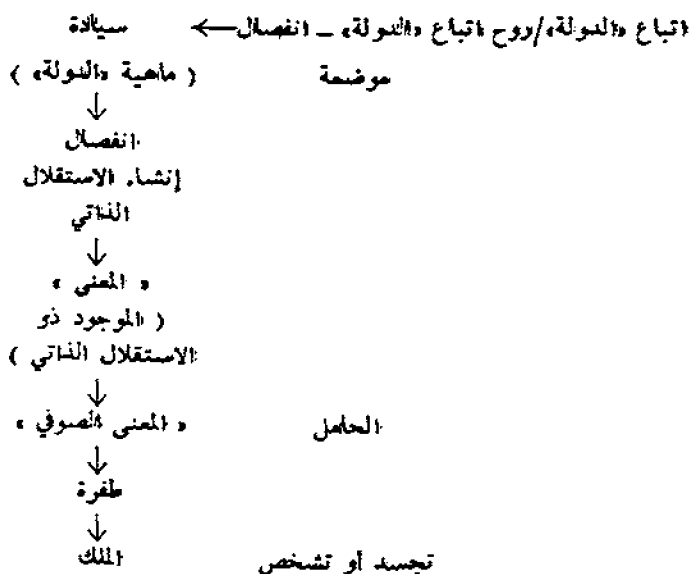 اتباع «الدولة»/روح اتباع «الدولة» – انفصال ← سيادة
موضعة ( ماهية «الدولة» )
↓
انفصال
إنشاء الاستقلال
الذاتي
↓
« المعنى »
( الموجود ذو
الاستقلال الذاتي )
↓
الحامل « المعنى الصوفي »
↓
طفرة
↓
تجسد أو تشخص الملك